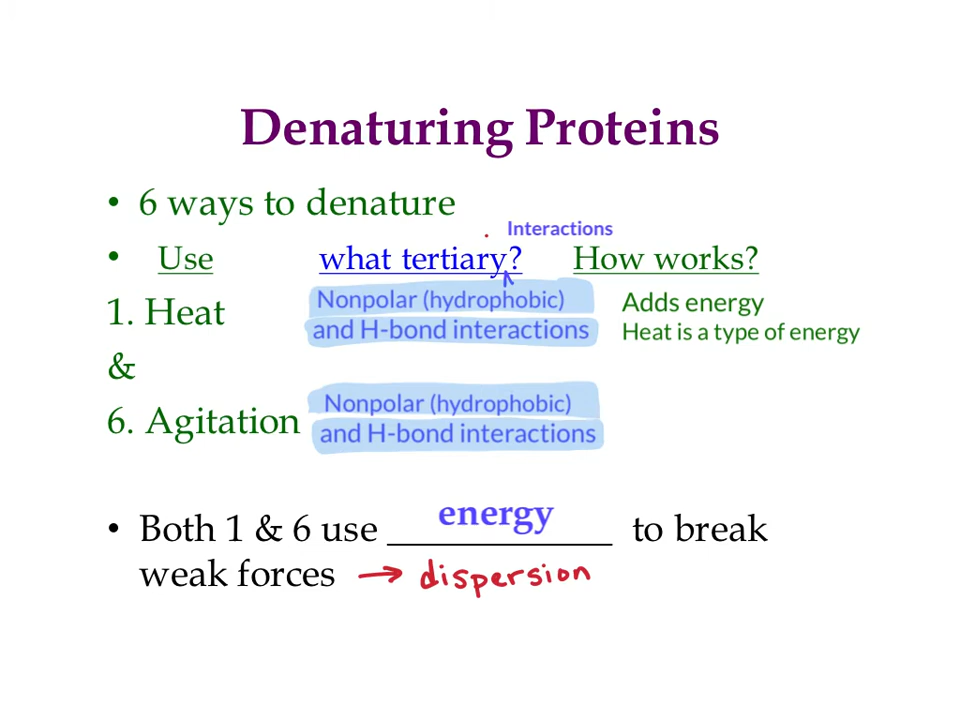 Denaturing Proteins
• 6 ways to denature
Interactions
• Use what tertiary? How works?
1. Heat
Nonpolar (hydrophobic)
and H-bond interactions
Adds energy
Heat is a type of energy
&
6. Agitation
Nonpolar (hydrophobic)
and H-bond interactions
• Both 1 & 6 use energy to break
weak forces → dispersion